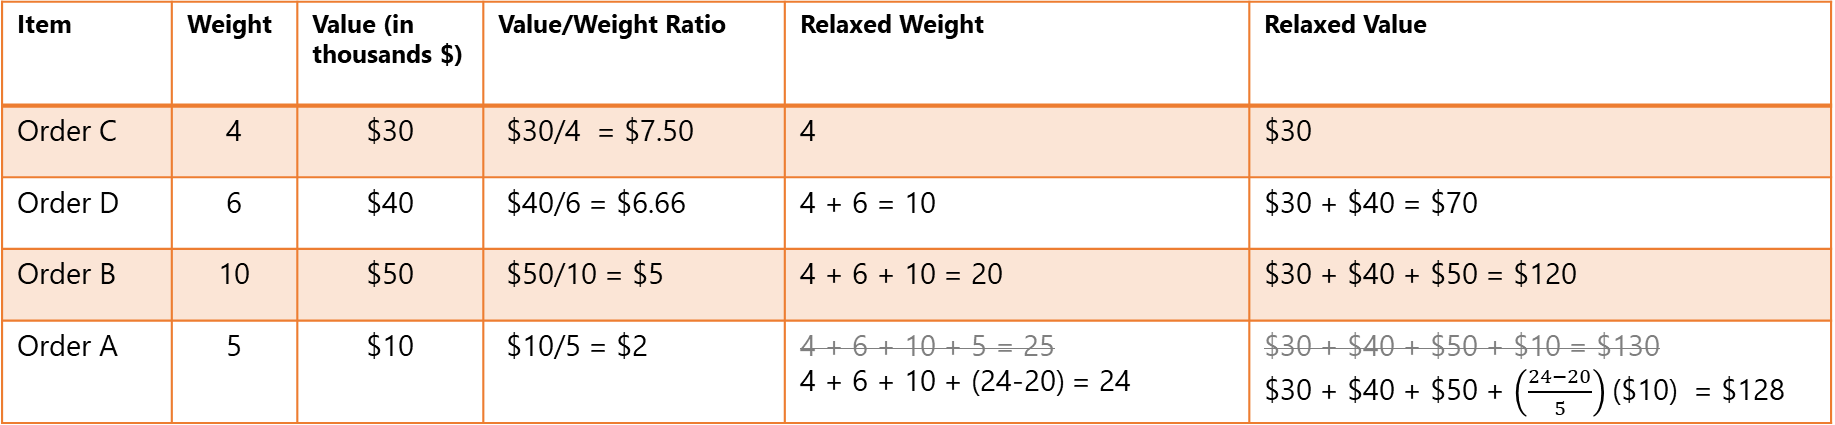 Item Weight Value (in thousands $) Value/Weight Ratio Relaxed Weight Relaxed Value
Order C 4 $30 $30/4 = $7.50 4 $30
Order D 6 $40 $40/6 = $6.66 4 + 6 = 10 $30 + $40 = $70
Order B 10 $50 $50/10 = $5 4 + 6 + 10 = 20 $30 + $40 + $50 = $120
Order A 5 $10 $10/5 = $2 4 + 6 + 10 + 5 = 25 $30 + $40 + $50 + $10 = $130
4 + 6 + 10 + (24-20) = 24 $30 + $40 + $50 + (24−20/5) ($10) = $128